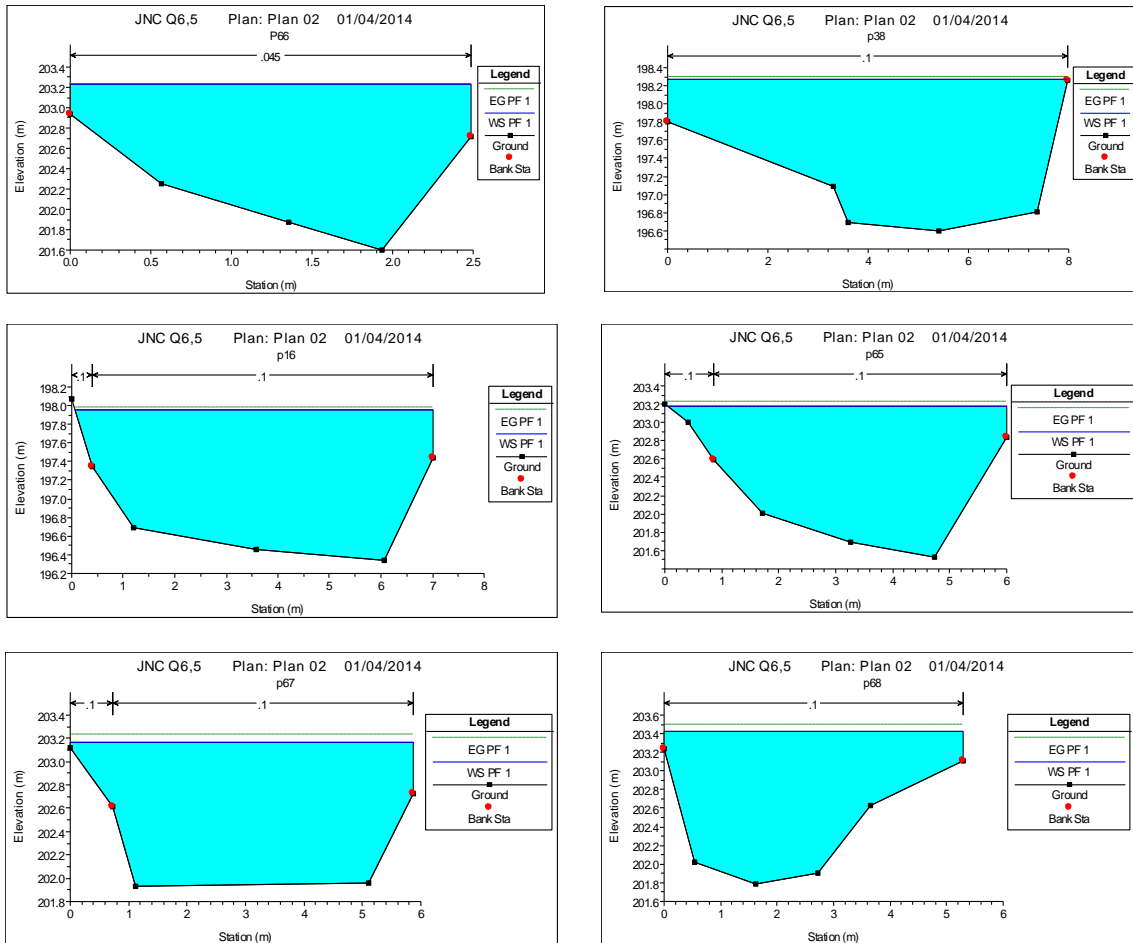 JNC Q6,5 Plan: Plan 02 01/04/2014
P66
.045
203.4
203.2
203.0
202.8
202.6
202.4
202.2
202.0
201.8
201.6
0.0 0.5 1.0 1.5 2.0 2.5
Station (m)
Elevation (m)
Legend
EG PF 1
WS PF 1
Ground
Bank Sta
JNC Q6,5 Plan: Plan 02 01/04/2014
p38
.1
198.4
198.2
198.0
197.8
197.6
197.4
197.2
197.0
196.8
196.6
0 2 4 6 8
Station (m)
Elevation (m)
Legend
EG PF 1
WS PF 1
Ground
Bank Sta
JNC Q6,5 Plan: Plan 02 01/04/2014
p16
.1 .1
198.2
198.0
197.8
197.6
197.4
197.2
197.0
196.8
196.6
196.4
196.2
0 1 2 3 4 5 6 7 8
Station (m)
Elevation (m)
Legend
EG PF 1
WS PF 1
Ground
Bank Sta
JNC Q6,5 Plan: Plan 02 01/04/2014
p65
.1 .1
203.4
203.2
203.0
202.8
202.6
202.4
202.2
202.0
201.8
201.6
0 1 2 3 4 5 6
Station (m)
Elevation (m)
Legend
EG PF 1
WS PF 1
Ground
Bank Sta
JNC Q6,5 Plan: Plan 02 01/04/2014
p67
.1 .1
203.4
203.2
203.0
202.8
202.6
202.4
202.2
202.0
201.8
0 1 2 3 4 5 6
Station (m)
Elevation (m)
Legend
EG PF 1
WS PF 1
Ground
Bank Sta
JNC Q6,5 Plan: Plan 02 01/04/2014
p68
.1
203.6
203.4
203.2
203.0
202.8
202.6
202.4
202.2
202.0
201.8
201.6
0 1 2 3 4 5 6
Station (m)
Elevation (m)
Legend
EG PF 1
WS PF 1
Ground
Bank Sta